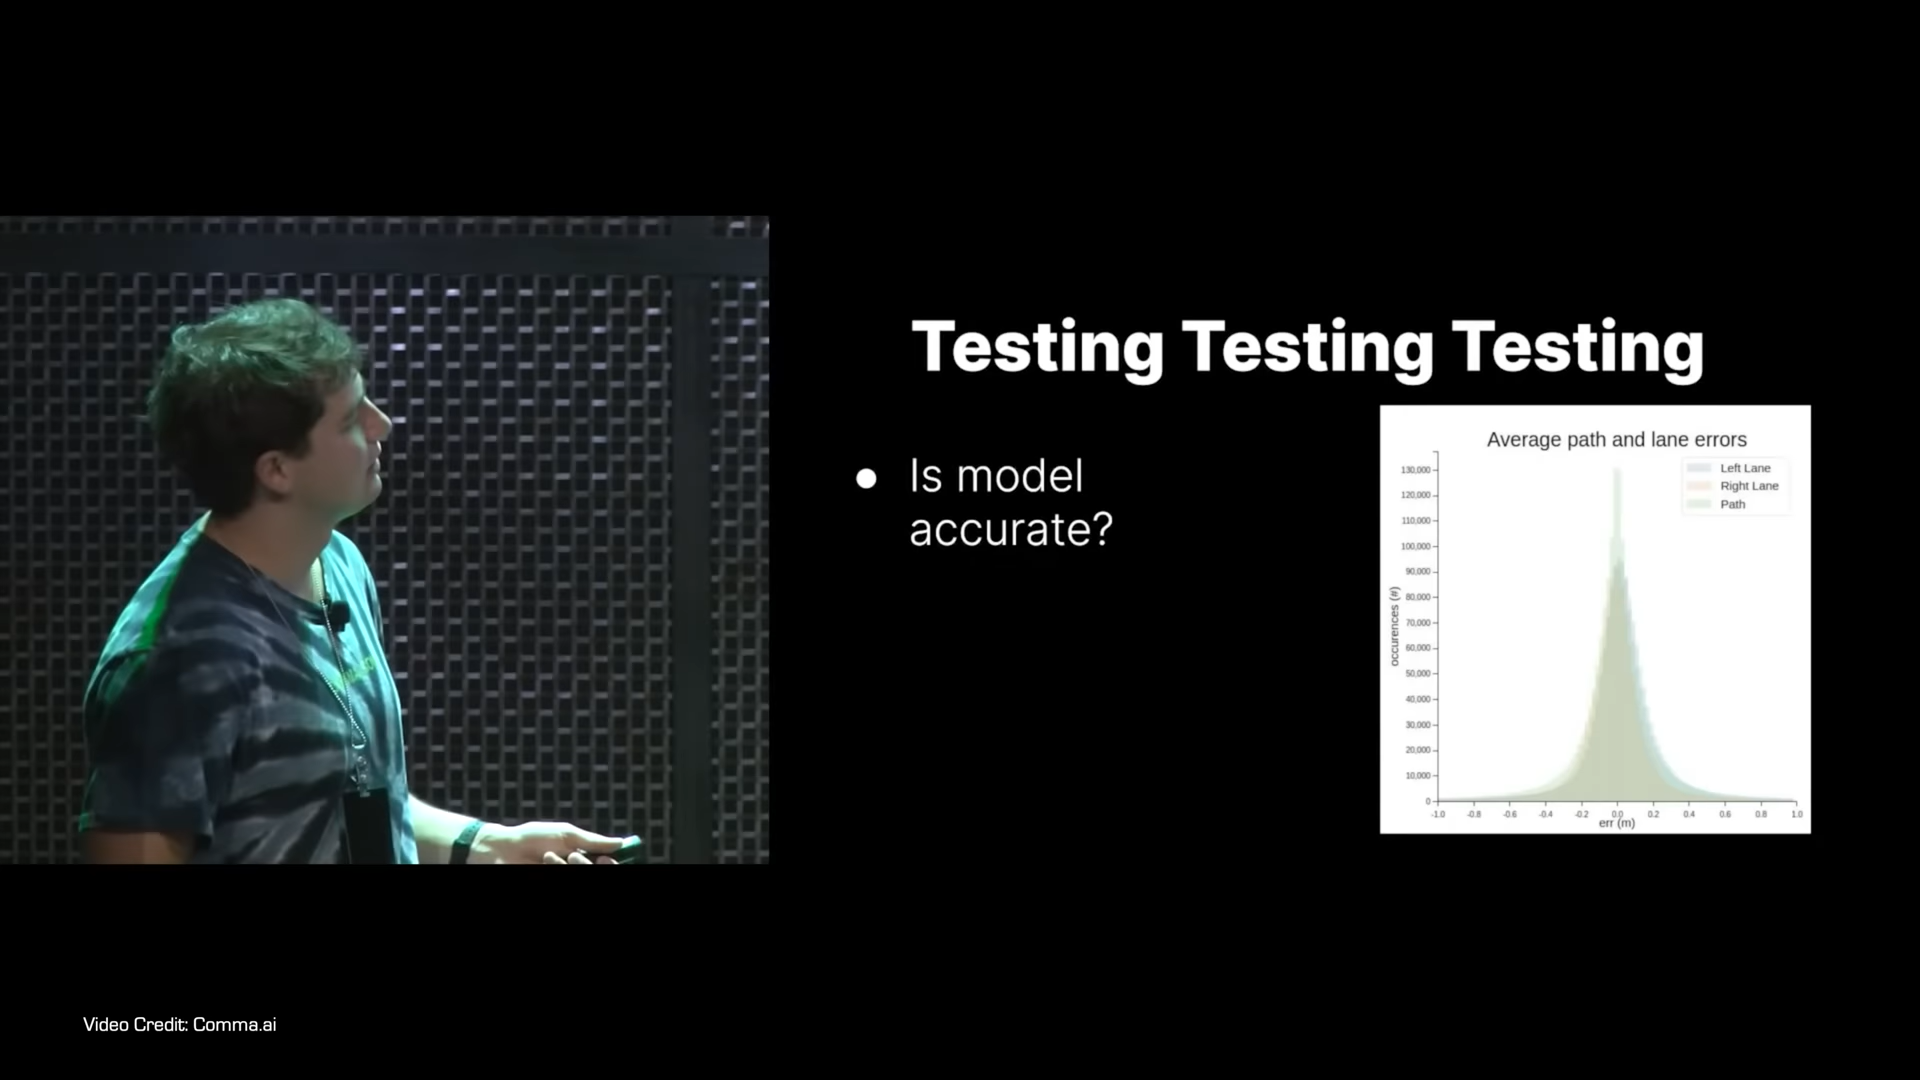 Testing Testing Testing
Is model
accurate?
Average path and lane errors
Left Lane
Right Lane
Path
130,000
120,000
110,000
100,000
90,000
80,000
70,000
60,000
50,000
40,000
30,000
20,000
10,000
0
occurences (#)
-1.0 -0.8 -0.6 -0.4 -0.2 0.0 0.2 0.4 0.6 0.8 1.0
err (m)
Video Credit: Comma.ai